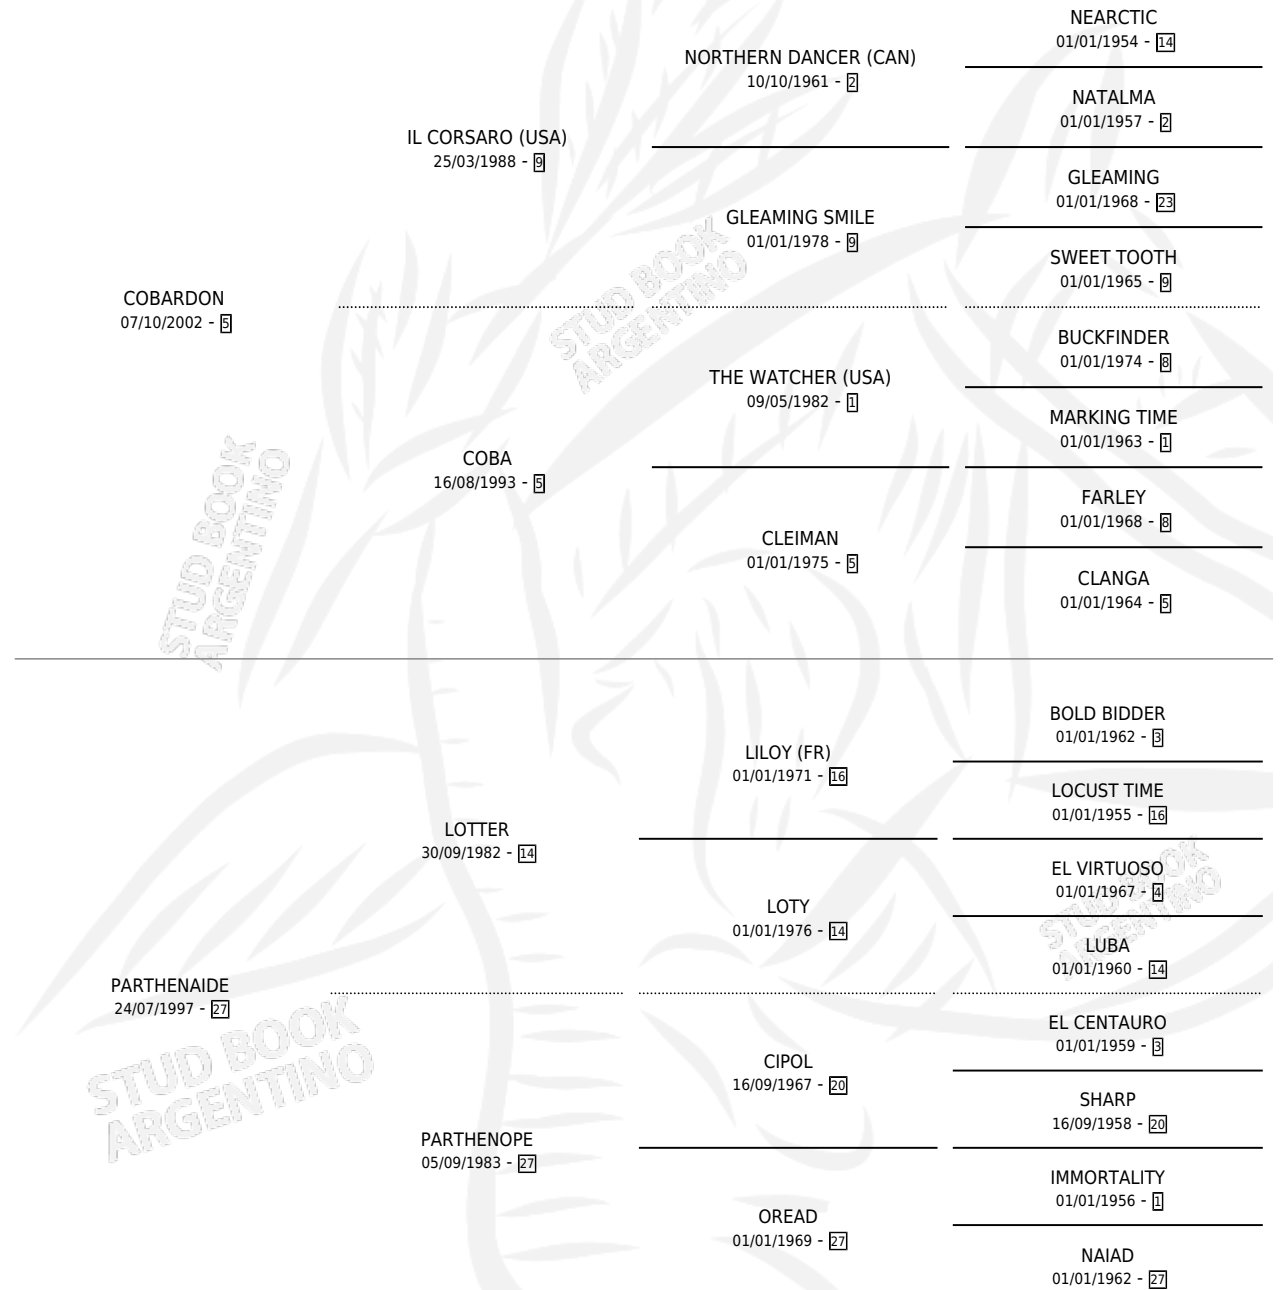 NEARCTIC
01/01/1954 - 14
NORTHERN DANCER (CAN)
10/10/1961 - 2
NATALMA
01/01/1957 - 2
IL CORSARO (USA)
25/03/1988 - 9
GLEAMING
01/01/1968 - 23
GLEAMING SMILE
01/01/1978 - 9
SWEET TOOTH
01/01/1965 - 9
COBARDON
07/10/2002 - 5
STUD BOOK
ARGENTINO
BUCKFINDER
01/01/1974 - 8
THE WATCHER (USA)
09/05/1982 - 1
MARKING TIME
01/01/1963 - 1
COBA
16/08/1993 - 5
FARLEY
01/01/1968 - 8
CLEIMAN
01/01/1975 - 5
CLANGA
01/01/1964 - 5
STUD BOOK
ARGENTINO
BOLD BIDDER
01/01/1962 - 3
LILOY (FR)
01/01/1971 - 16
LOCUST TIME
01/01/1955 - 16
LOTTER
30/09/1982 - 14
EL VIRTUOSO
01/01/1967 - 4
LOTY
01/01/1976 - 14
LUBA
01/01/1960 - 14
STUD BOOK
ARGENTINO
PARTHENAIDE
24/07/1997 - 27
STUD BOOK
ARGENTINO
EL CENTAURO
01/01/1959 - 3
CIPOL
16/09/1967 - 20
SHARP
16/09/1958 - 20
PARTHENOPE
05/09/1983 - 27
IMMORTALITY
01/01/1956 - 1
OREAD
01/01/1969 - 27
NAIAD
01/01/1962 - 27